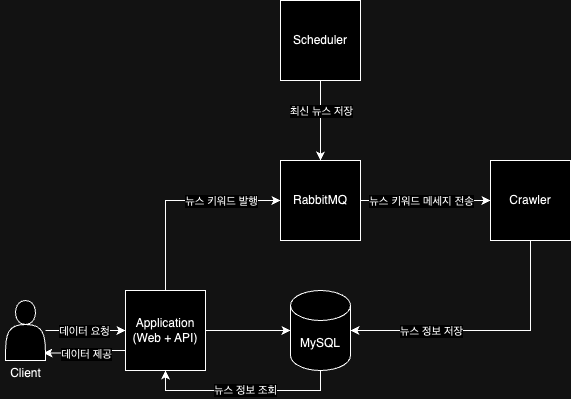 Scheduler
최신 뉴스 저장
RabbitMQ
뉴스 키워드 발행
뉴스 키워드 메세지 전송
Crawler
Application
(Web + API)
데이터 요청
데이터 제공
Client
MySQL
뉴스 정보 저장
뉴스 정보 조회